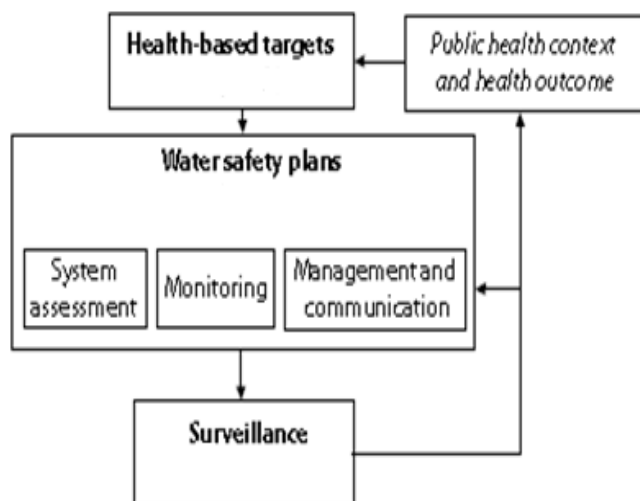 Health-based targets
Public health context
and health outcome
Water safety plans
System
assessment
Monitoring
Management and
communication
Surveillance